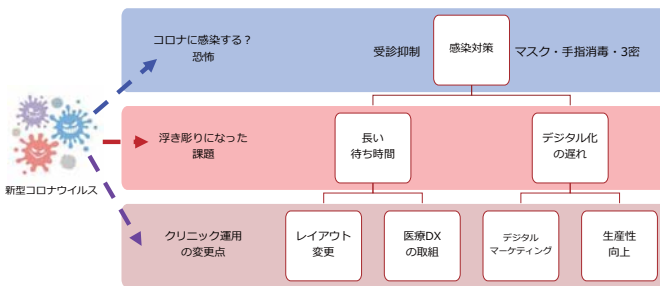 コロナに感染する？
恐怖
受診抑制
感染対策
マスク・手指消毒・3密
新型コロナウイルス
浮き彫りになった
課題
長い
待ち時間
デジタル化
の遅れ
クリニック運用
の変更点
レイアウト
変更
医療DX
の取組
デジタル
マーケティング
生産性
向上